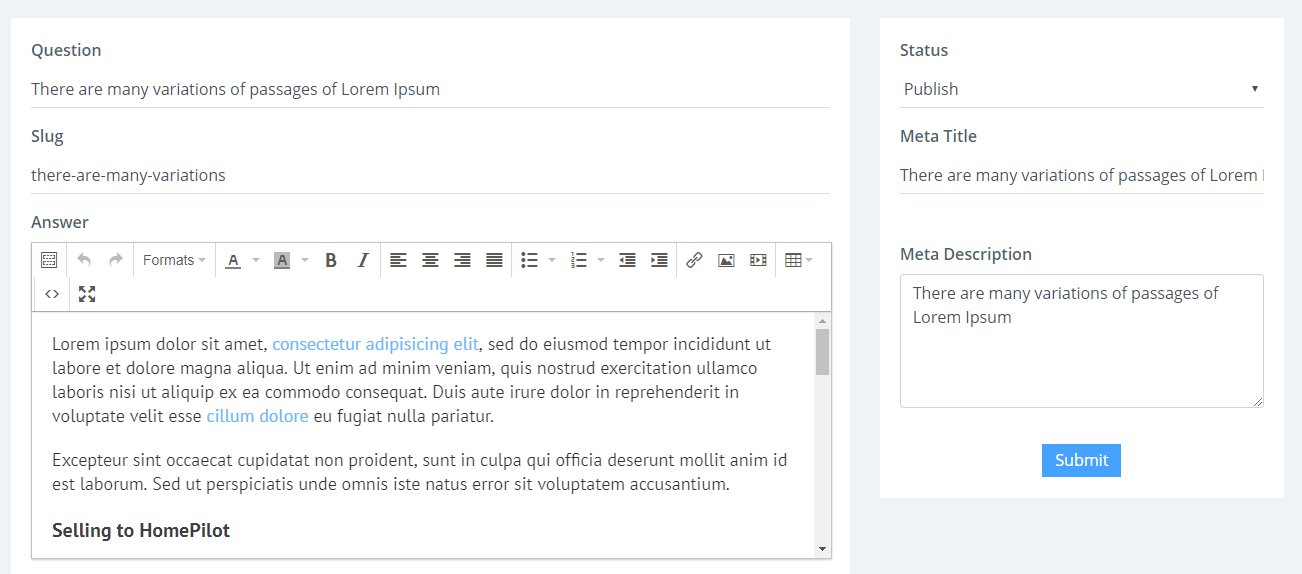 Question
There are many variations of passages of Lorem Ipsum
Slug
there-are-many-variations
Answer
Formats A A B I
Lorem ipsum dolor sit amet, consectetur adipisicing elit, sed do eiusmod tempor incididunt ut
labore et dolore magna aliqua. Ut enim ad minim veniam, quis nostrud exercitation ullamco
laboris nisi ut aliquip ex ea commodo consequat. Duis aute irure dolor in reprehenderit in
voluptate velit esse cillum dolore eu fugiat nulla pariatur.
Excepteur sint occaecat cupidatat non proident, sunt in culpa qui officia deserunt mollit anim id
est laborum. Sed ut perspiciatis unde omnis iste natus error sit voluptatem accusantium.
Selling to HomePilot
Status
Publish
Meta Title
There are many variations of passages of Lorem
Meta Description
There are many variations of passages of
Lorem Ipsum
Submit